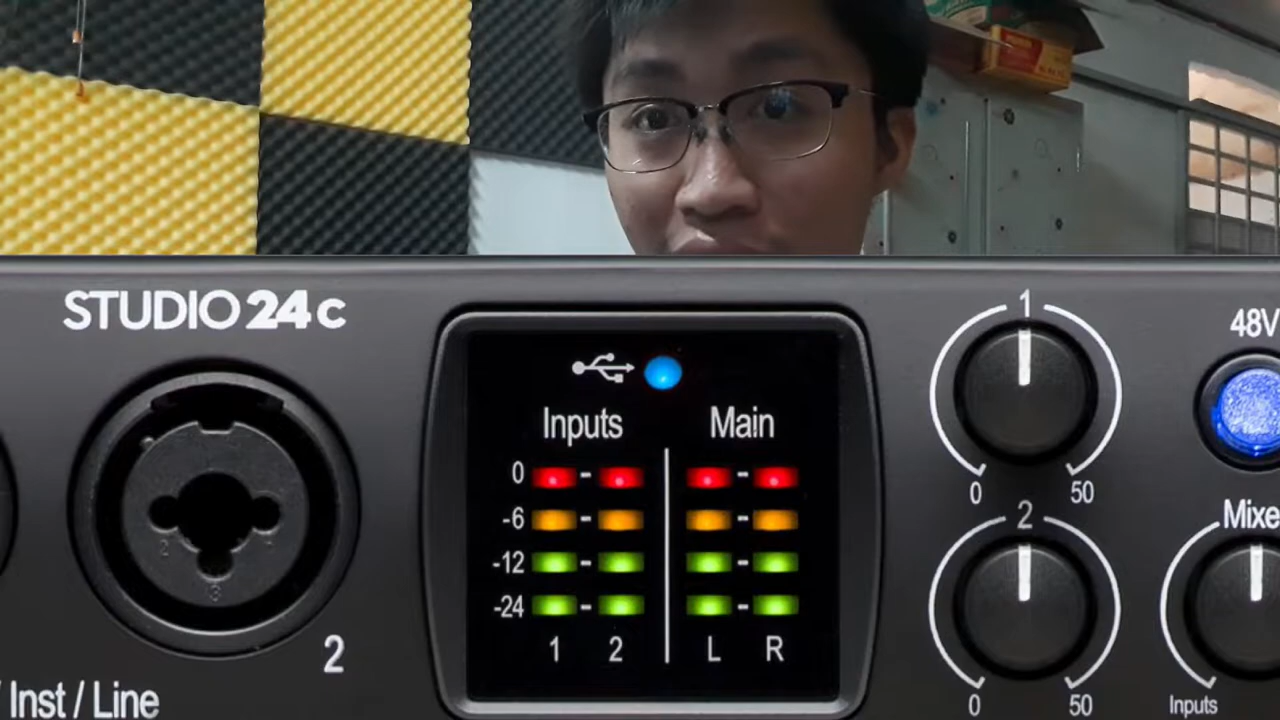 STUDIO 24c
48V
Inputs Main
0
-6
-12
-24
1 2 L R
1
0 50
2
0 50
Mixe
Inputs
2
/ Inst / Line